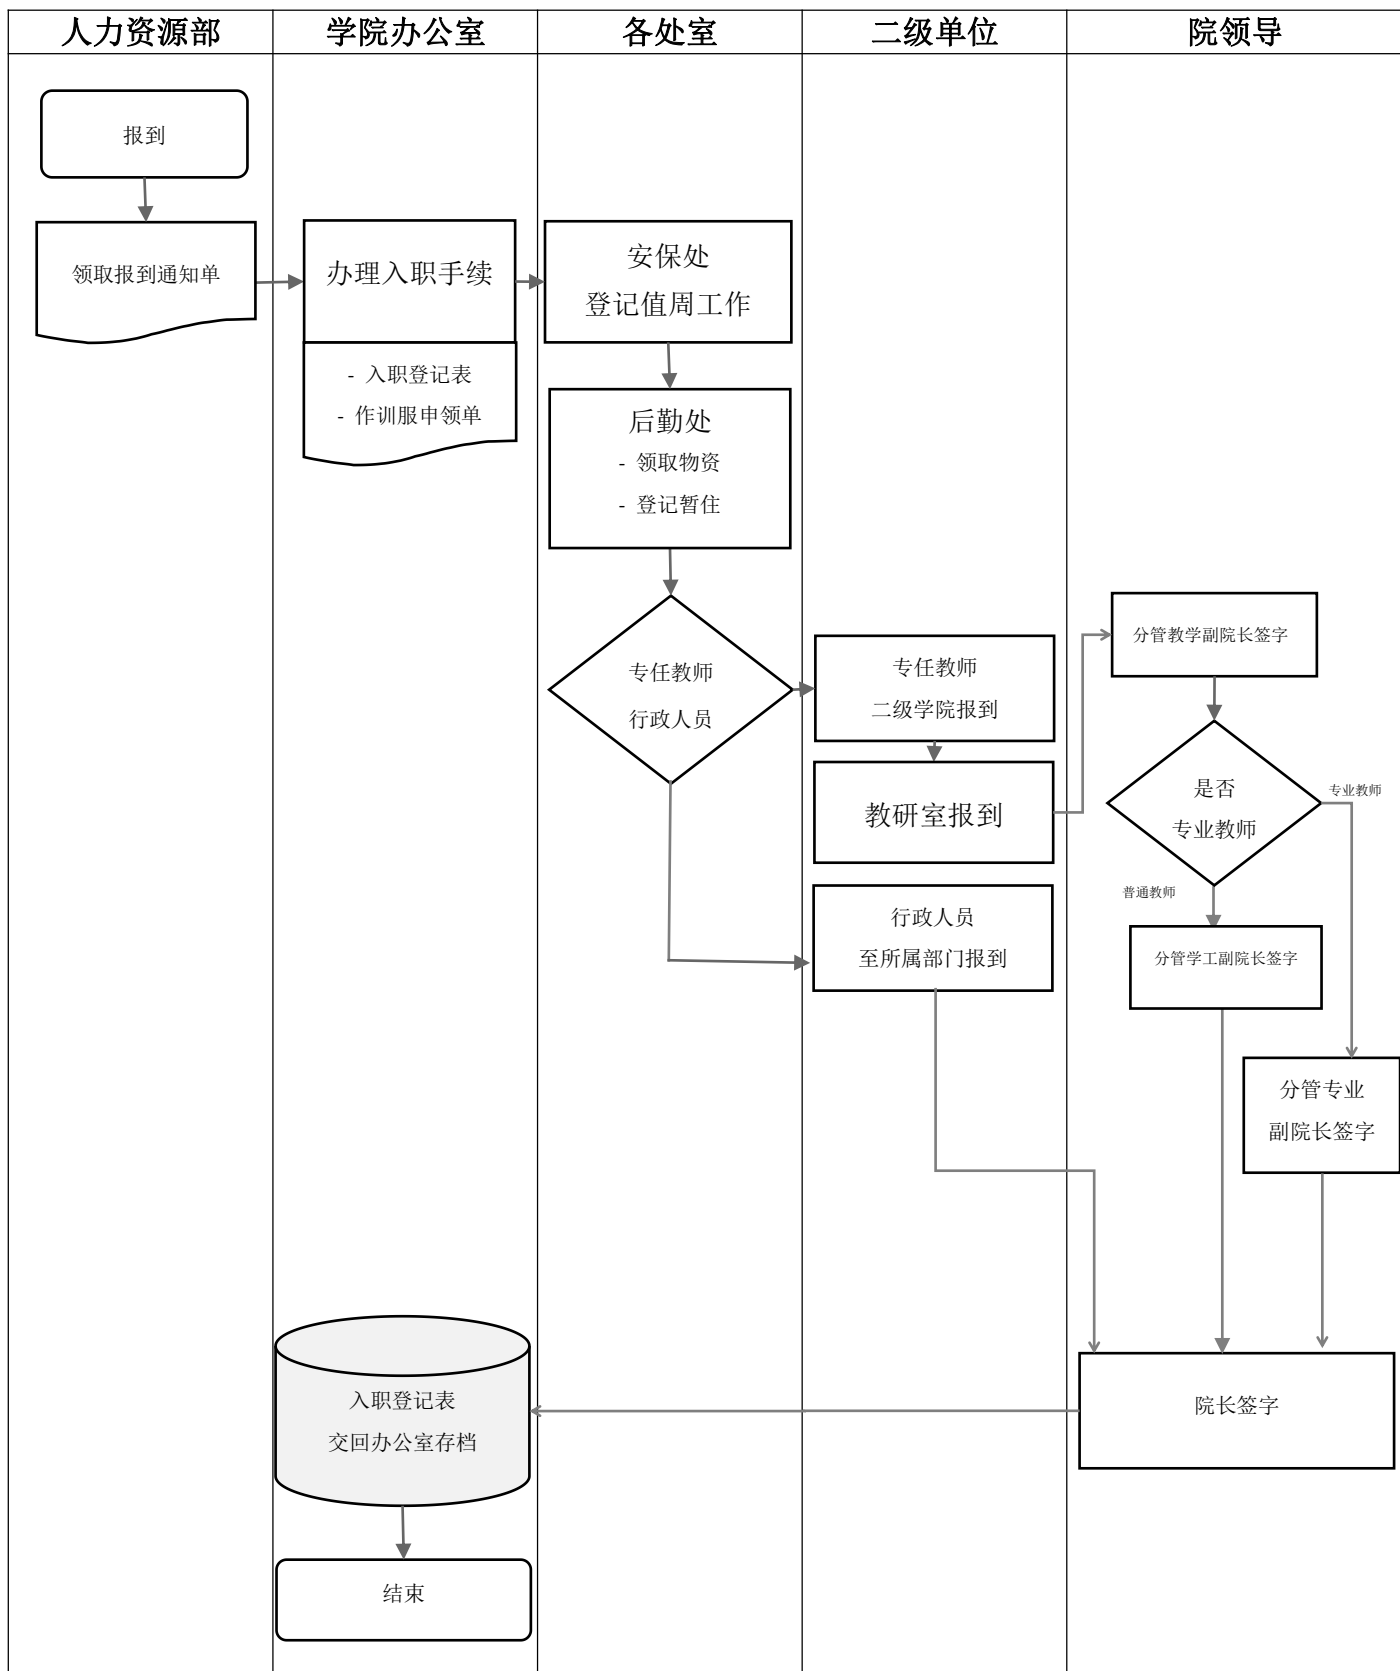 人力资源部
学院办公室
各处室
二级单位
院领导
报到
领取报到通知单
办理入职手续
- 入职登记表
- 作训服申领单
安保处
登记值周工作
后勤处
- 领取物资
- 登记暂住
专任教师
行政人员
专任教师
二级学院报到
教研室报到
行政人员
至所属部门报到
分管教学副院长签字
是否
专业教师
专业教师
普通教师
分管学工副院长签字
分管专业
副院长签字
院长签字
入职登记表
交回办公室存档
结束